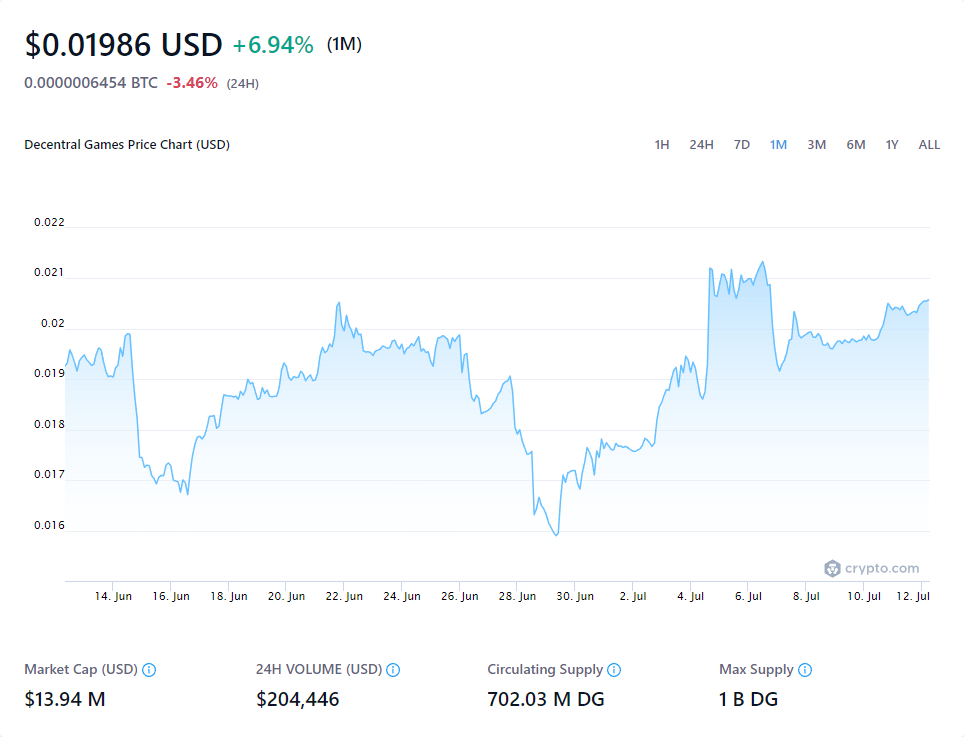 $0.01986 USD +6.94% (1M)
0.0000006454 BTC -3.46% (24H)
Decentral Games Price Chart (USD)
1H 24H 7D 1M 3M 6M 1Y ALL
0.022
0.021
0.02
0.019
0.018
0.017
0.016
crypto.com
14. Jun 16. Jun 18. Jun 20. Jun 22. Jun 24. Jun 26. Jun 28. Jun 30. Jun 2. Jul 4. Jul 6. Jul 8. Jul 10. Jul 12. Jul
Market Cap (USD) 24H VOLUME (USD) Circulating Supply Max Supply
$13.94 M $204,446 702.03 M DG 1 B DG